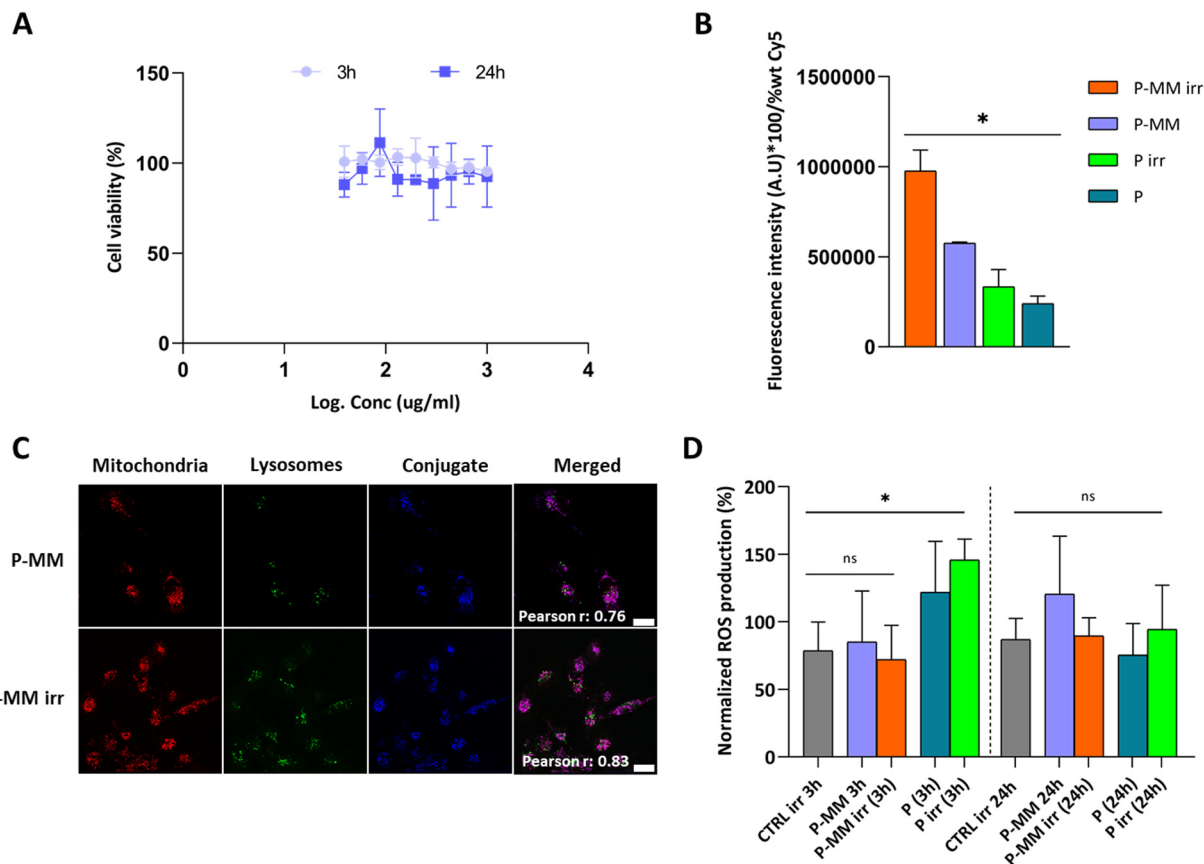 A
150
100
50
0
0
1
2
3
4
3h
24h
Cell viability (%)
Log. Conc (ug/ml)
B
1500000
1000000
500000
0
Fluorescence intensity (A.U)*100/%wt Cy5
*
P-MM irr
P-MM
P irr
P
C
Mitochondria
Lysosomes
Conjugate
Merged
P-MM
Pearson r: 0.76
-MM irr
Pearson r: 0.83
D
200
150
100
50
0
Normalized ROS production (%)
*
ns
ns
CTRL irr 3h
P-MM 3h
P-MM irr (3h)
P (3h)
P irr (3h)
CTRL irr 24h
P-MM 24h
P-MM irr (24h)
P (24h)
P irr (24h)